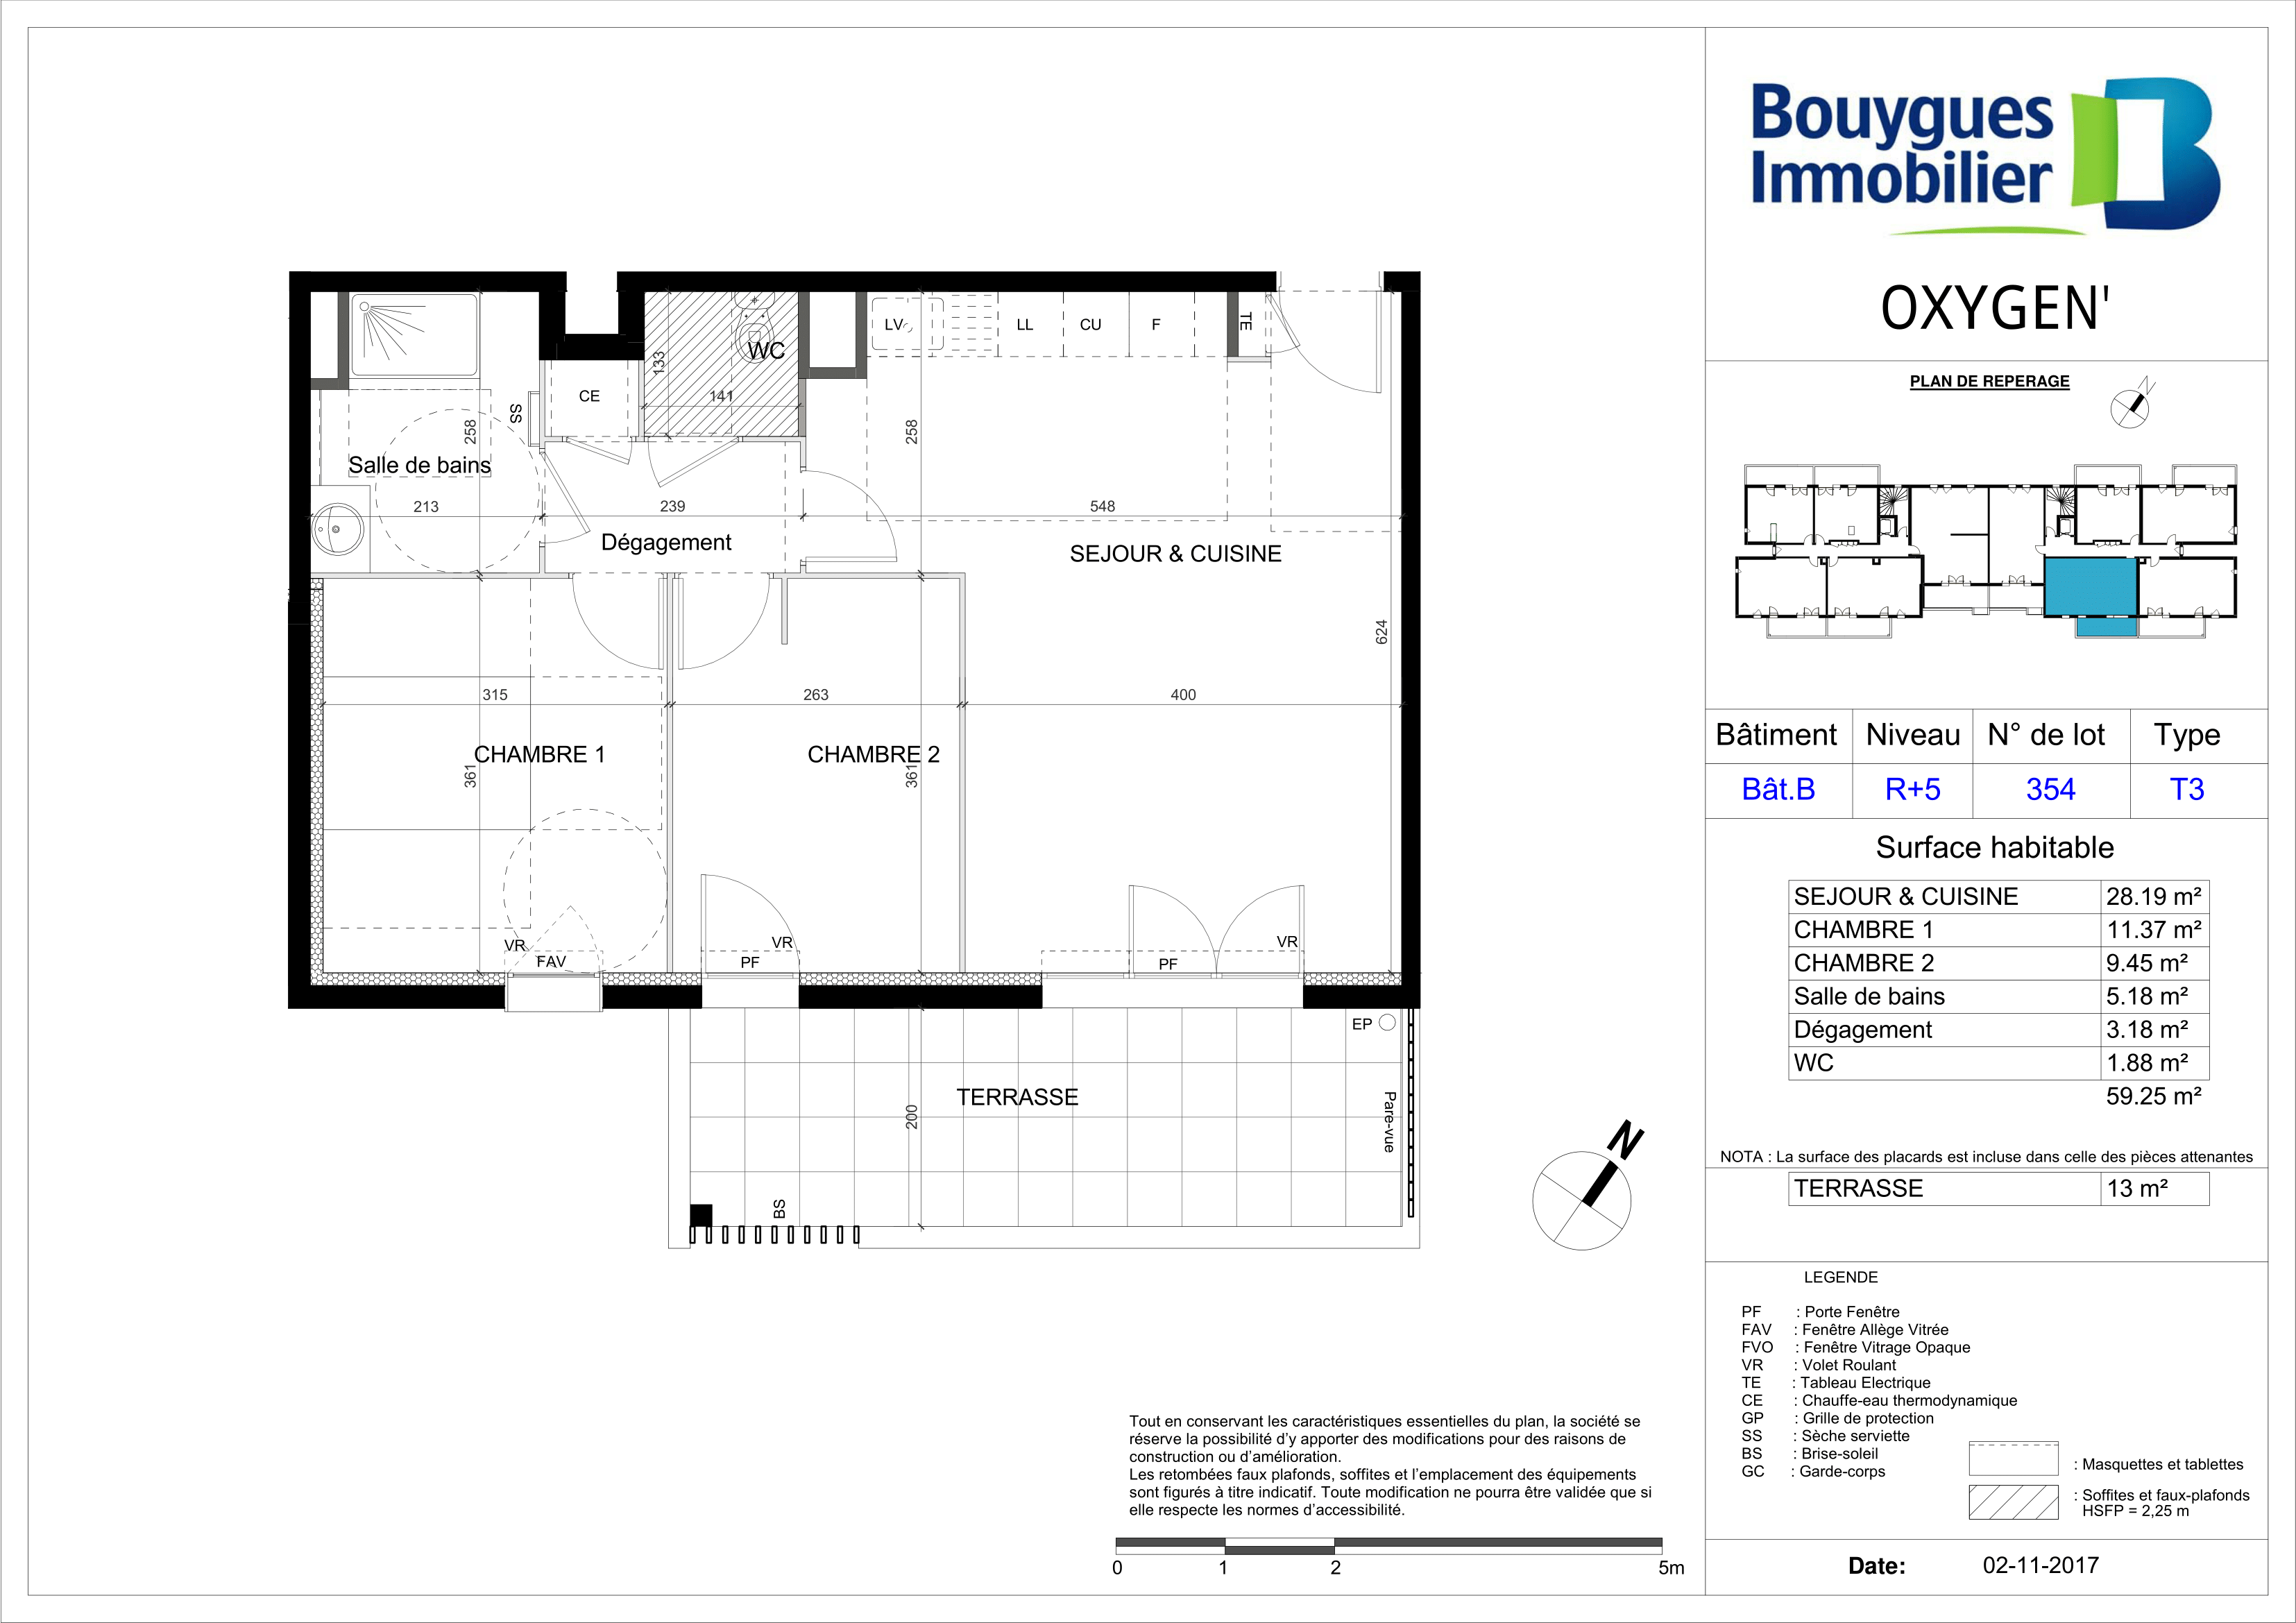 Bouygues
Immobilier
OXYGEN'
PLAN DE REPERAGE
N
Bâtiment Niveau N° de lot Type
Bât.B R+5 354 T3
Surface habitable
SEJOUR & CUISINE 28.19 m²
CHAMBRE 1 11.37 m²
CHAMBRE 2 9.45 m²
Salle de bains 5.18 m²
Dégagement 3.18 m²
WC 1.88 m²
59.25 m²
NOTA : La surface des placards est incluse dans celle des pièces attenantes
TERRASSE 13 m²
LEGENDE
PF : Porte Fenêtre
FAV : Fenêtre Allège Vitrée
FVO : Fenêtre Vitrage Opaque
VR : Volet Roulant
TE : Tableau Electrique
CE : Chauffe-eau thermodynamique
GP : Grille de protection
SS : Sèche serviette
BS : Brise-soleil
GC : Garde-corps
: Masquettes et tablettes
: Soffites et faux-plafonds
HSFP = 2,25 m
Date: 02-11-2017
LV LL CU F TE
WC
133
141
CE
SS
258
258
Salle de bains
213 239 548
Dégagement
SEJOUR & CUISINE
624
315 263 400
CHAMBRE 1 CHAMBRE 2
361 361
VR VR VR
FAV PF PF
EP
TERRASSE
Pare-vue
200
BS
N
Tout en conservant les caractéristiques essentielles du plan, la société se
réserve la possibilité d'y apporter des modifications pour des raisons de
construction ou d'amélioration.
Les retombées faux plafonds, soffites et l'emplacement des équipements
sont figurés à titre indicatif. Toute modification ne pourra être validée que si
elle respecte les normes d'accessibilité.
0 1 2 5m